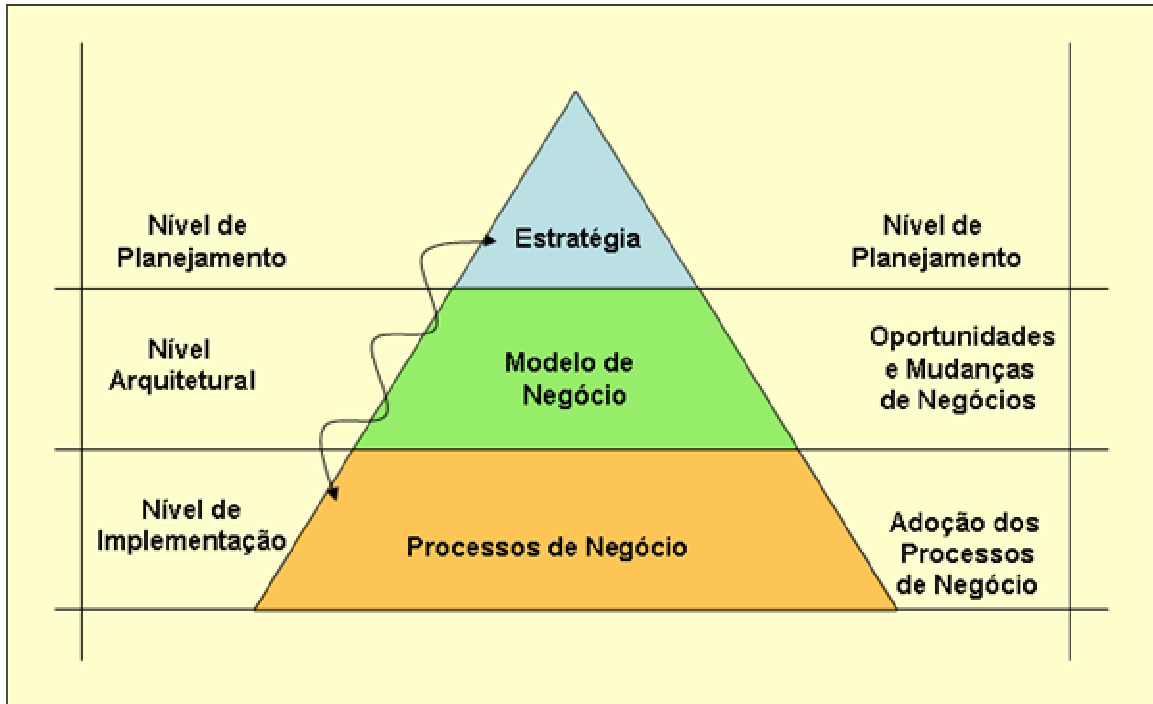 Nível de
Planejamento
Estratégia
Nível de
Planejamento
Nível
Arquitetural
Modelo de
Negócio
Oportunidades
e Mudanças
de Negócios
Nível de
Implementação
Processos de Negócio
Adoção dos
Processos
de Negócio